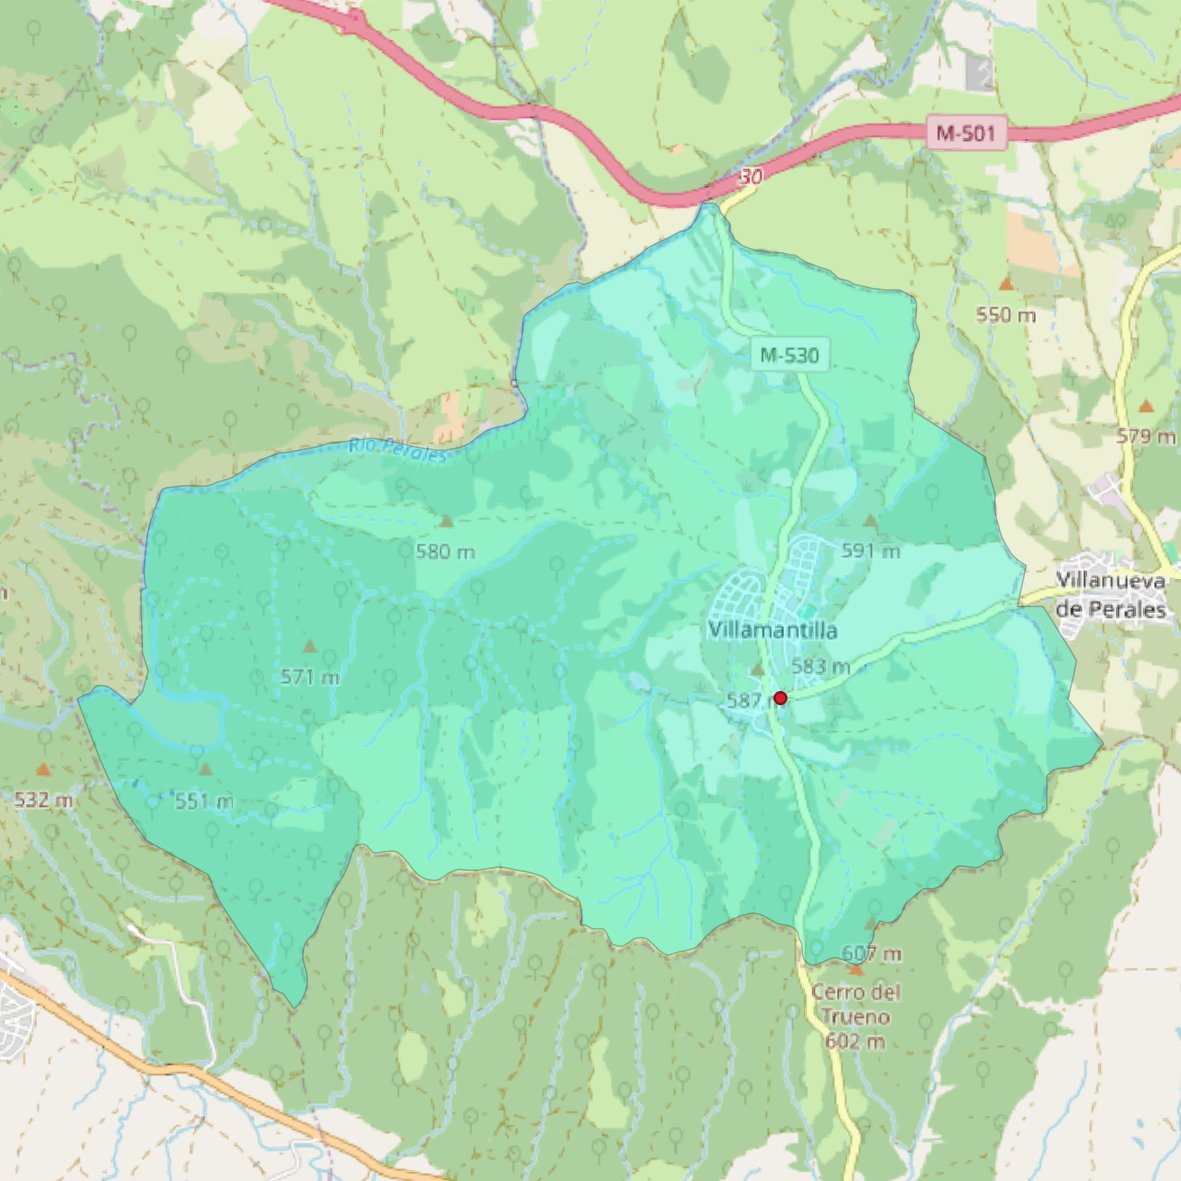 M-501
30
550 m
M-530
579 m
Río Perales
580 m
591 m
Villanueva
de Perales
Villamantilla
571 m
583 m
587 m
532 m
551 m
607 m
Cerro del
Trueno
602 m